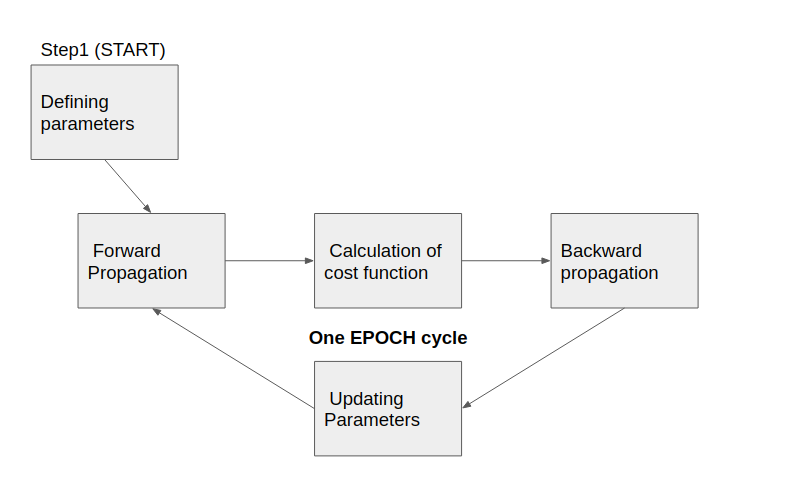 Step1 (START)
Defining
parameters
Forward
Propagation
Calculation of
cost function
Backward
propagation
One EPOCH cycle
Updating
Parameters